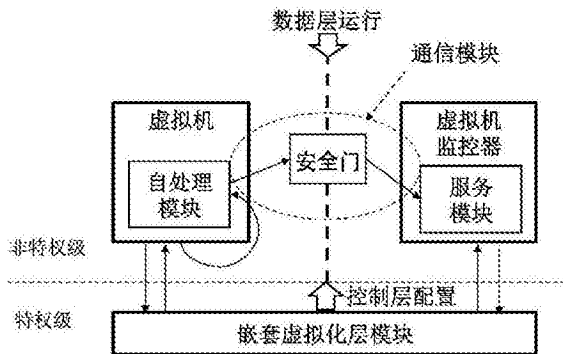 数据层运行
通信模块
虚拟机
虚拟机
监控器
安全门
自处理
模块
服务
模块
非特权级
控制层配置
特权级
嵌套虚拟化层模块